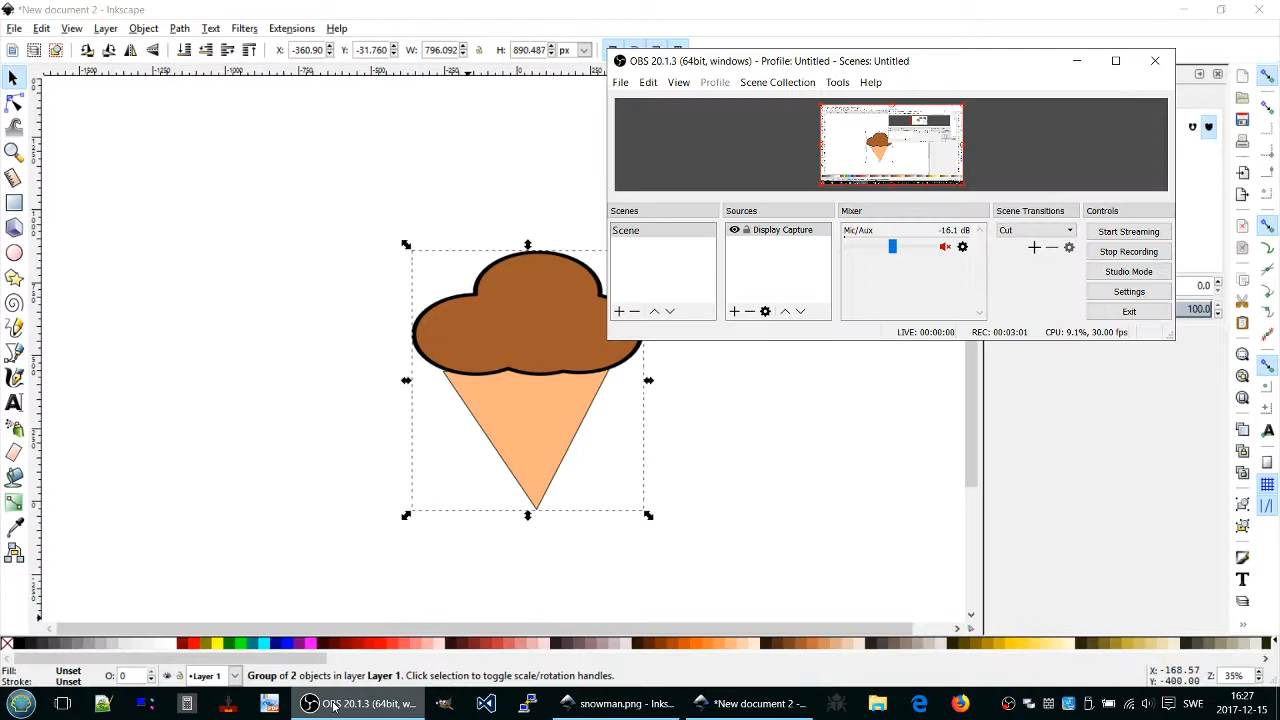 *New document 2 - Inkscape
File Edit View Layer Object Path Text Filters Extensions Help
X: -360.90 Y: -31.760 W: 796.092 H: 890.487 px
OBS 20.1.3 (64bit, windows) - Profile: Untitled - Scenes: Untitled
File Edit View Profile Scene Collection Tools Help
Scenes Sources Mixer Scene Transitions Controls
Scene Display Capture Mic/Aux -16.1 dB Cut Start Streaming
Stop Recording
Studio Mode
Settings
Exit
LIVE: 00:00:00 REC: 00:03:01 CPU: 9.1%, 30.00 fps
0.0
100.0
Fill: Unset
Stroke: Unset
O: 0 •Layer 1 Group of 2 objects in layer Layer 1. Click selection to toggle scale/rotation handles.
X: -168.57
Y: -400.00
Z: 35%
OBS 20.1.3 (64bit, w... snowman.png - Inks... *New document 2 -... SWE
16:27
2017-12-15